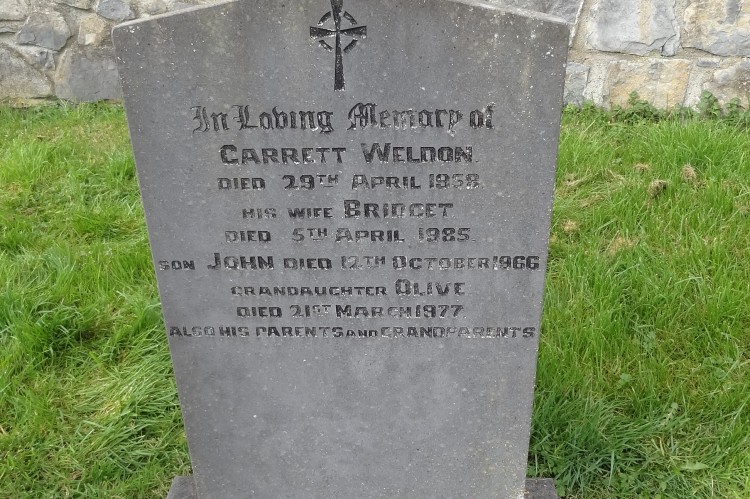 In Loving Memory of
GARRETT WELDON.
DIED 29TH APRIL 1958.
HIS WIFE BRIDGET
DIED 5TH APRIL 1985.
SON JOHN DIED 12TH OCTOBER 1966
GRANDAUGHTER OLIVE
DIED 21ST MARCH 1977.
ALSO HIS PARENTS AND GRANDPARENTS